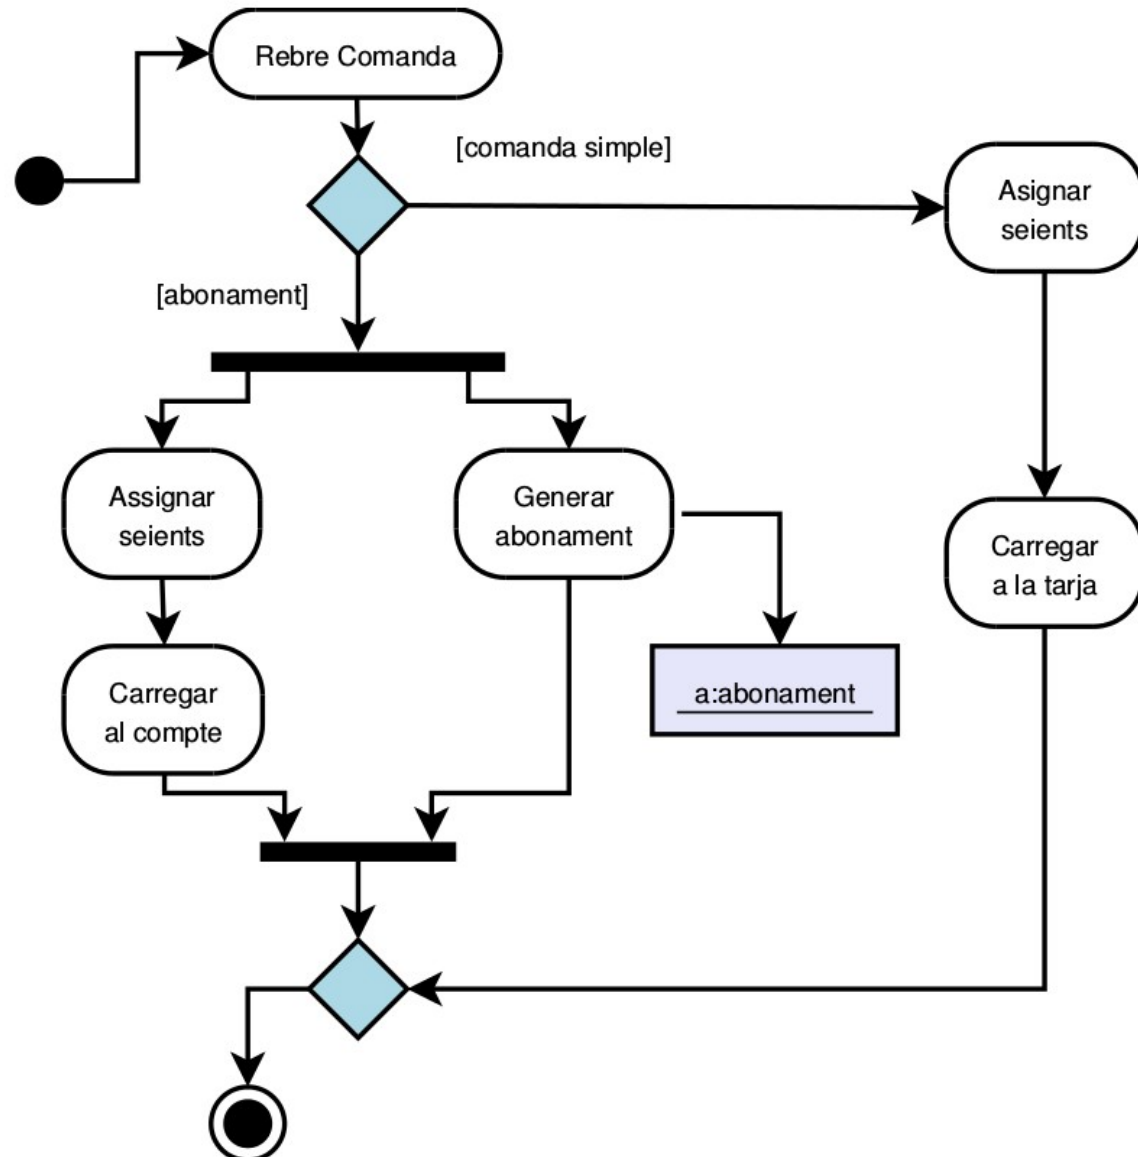 Rebre Comanda
[comanda simple]
Asignar
seients
[abonament]
Assignar
seients
Generar
abonament
Carregar
a la tarja
Carregar
al compte
a:abonament